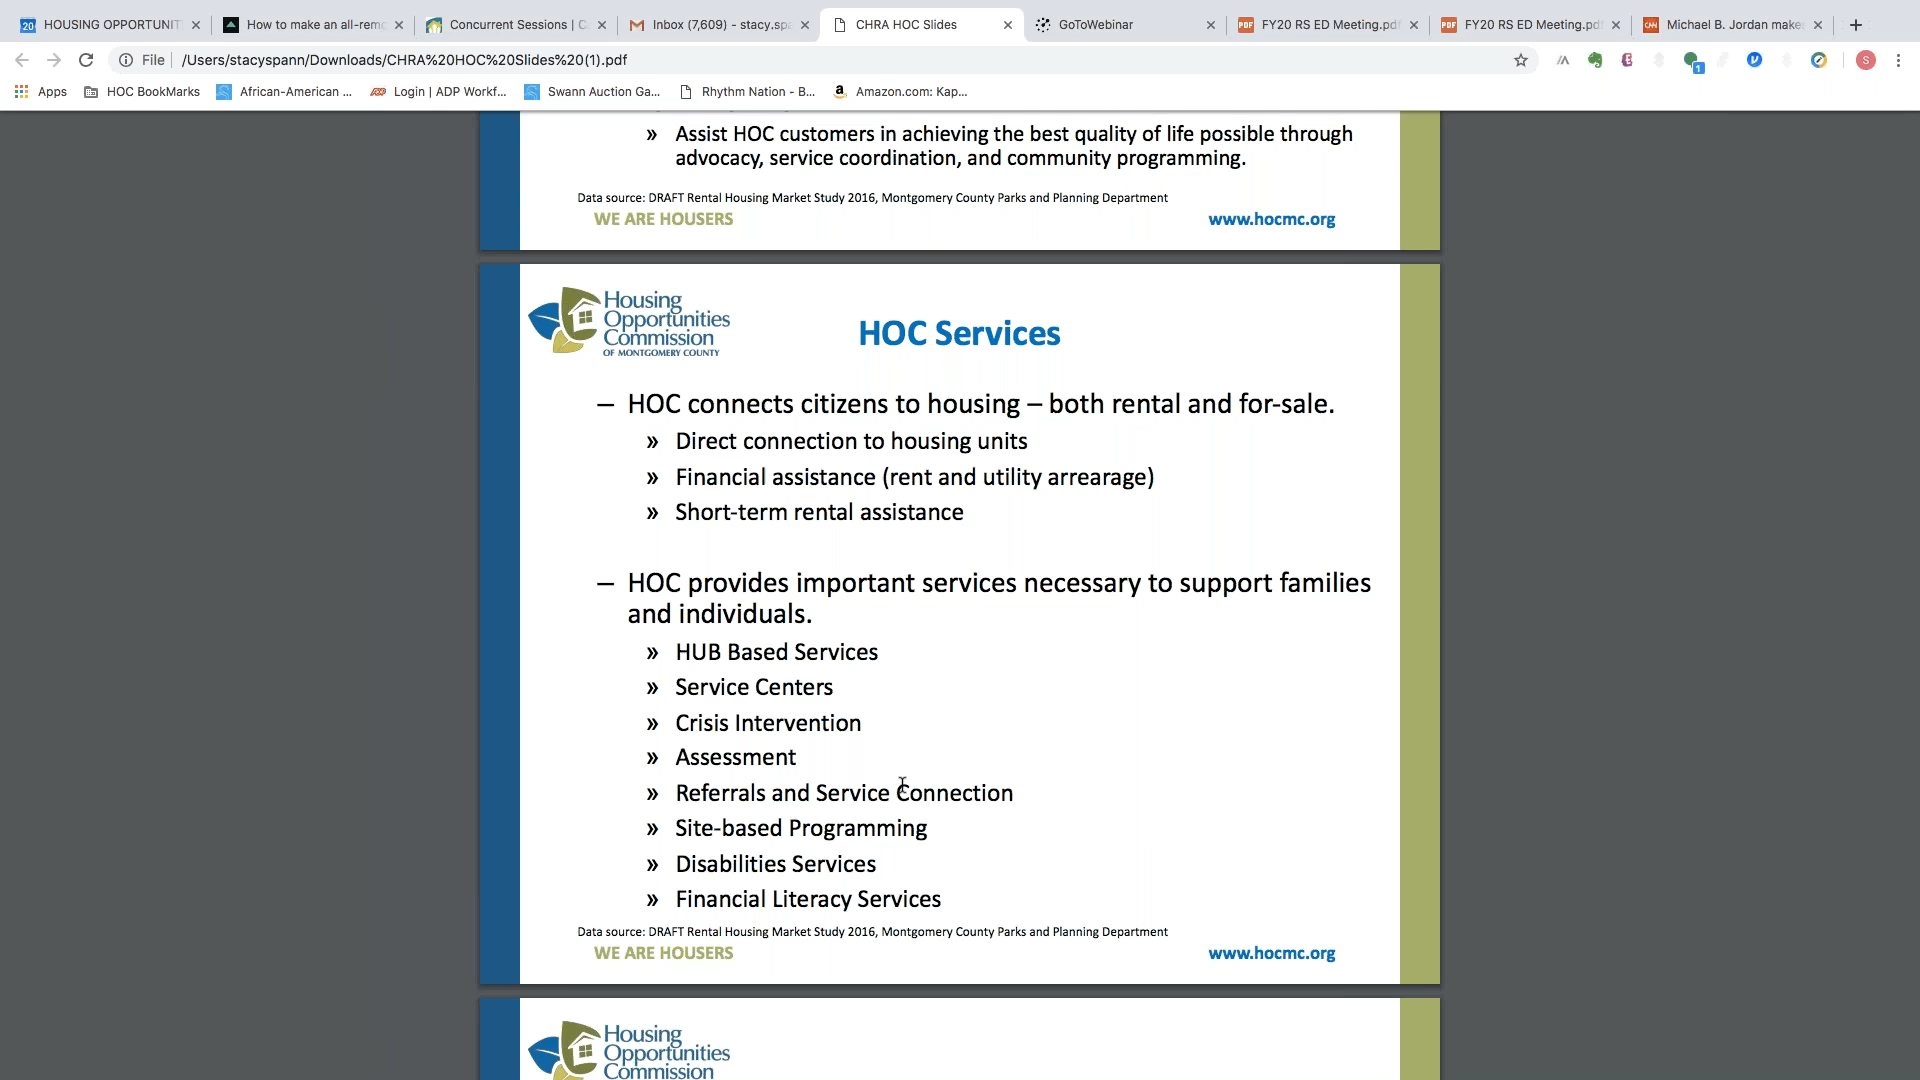 HOUSING OPPORTUNIT
How to make an all-remo
Concurrent Sessions | C
Inbox (7,609) - stacy.spa
CHRA HOC Slides
GoToWebinar
FY20 RS ED Meeting.pdf
FY20 RS ED Meeting.pdf
Michael B. Jordan make
File
/Users/stacyspann/Downloads/CHRA%20HOC%20Slides%20(1).pdf
Apps
HOC BookMarks
African-American ...
Login | ADP Workf...
Swann Auction Ga...
Rhythm Nation - B...
Amazon.com: Kap...
» Assist HOC customers in achieving the best quality of life possible through
advocacy, service coordination, and community programming.
Data source: DRAFT Rental Housing Market Study 2016, Montgomery County Parks and Planning Department
WE ARE HOUSERS
www.hocmc.org
Housing
Opportunities
Commission
OF MONTGOMERY COUNTY
HOC Services
– HOC connects citizens to housing – both rental and for-sale.
» Direct connection to housing units
» Financial assistance (rent and utility arrearage)
» Short-term rental assistance
– HOC provides important services necessary to support families
and individuals.
» HUB Based Services
» Service Centers
» Crisis Intervention
» Assessment
» Referrals and Service Connection
» Site-based Programming
» Disabilities Services
» Financial Literacy Services
Data source: DRAFT Rental Housing Market Study 2016, Montgomery County Parks and Planning Department
WE ARE HOUSERS
www.hocmc.org
Housing
Opportunities
Commission